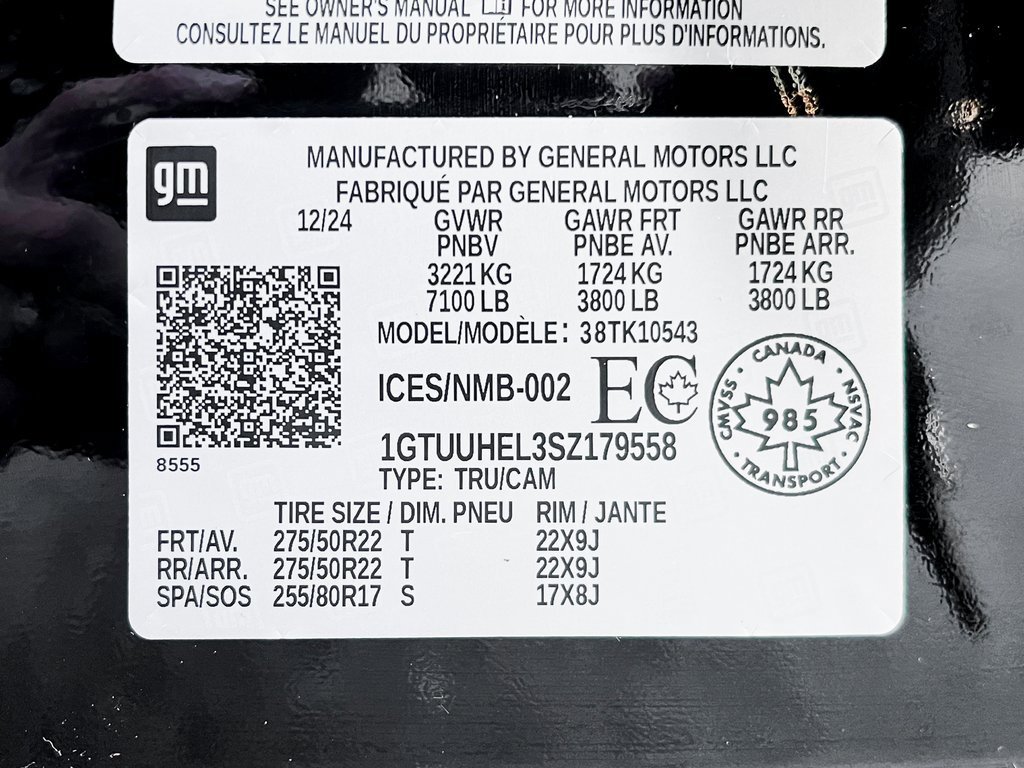 SEE OWNER'S MANUAL FOR MORE INFORMATION
CONSULTEZ LE MANUEL DU PROPRIÉTAIRE POUR PLUS D'INFORMATIONS.
gm
MANUFACTURED BY GENERAL MOTORS LLC
FABRIQUÉ PAR GENERAL MOTORS LLC
12/24 GVWR GAWR FRT GAWR RR
PNBV PNBE AV. PNBE ARR.
3221 KG 1724 KG 1724 KG
7100 LB 3800 LB 3800 LB
MODEL/MODÈLE: 38TK10543
ICES/NMB-002 EC
CANADA
CMVSS 985 NSVAC
TRANSPORT
1GTUUHEL3SZ179558
8555
TYPE: TRU/CAM
TIRE SIZE / DIM. PNEU RIM / JANTE
FRT/AV. 275/50R22 T 22X9J
RR/ARR. 275/50R22 T 22X9J
SPA/SOS 255/80R17 S 17X8J